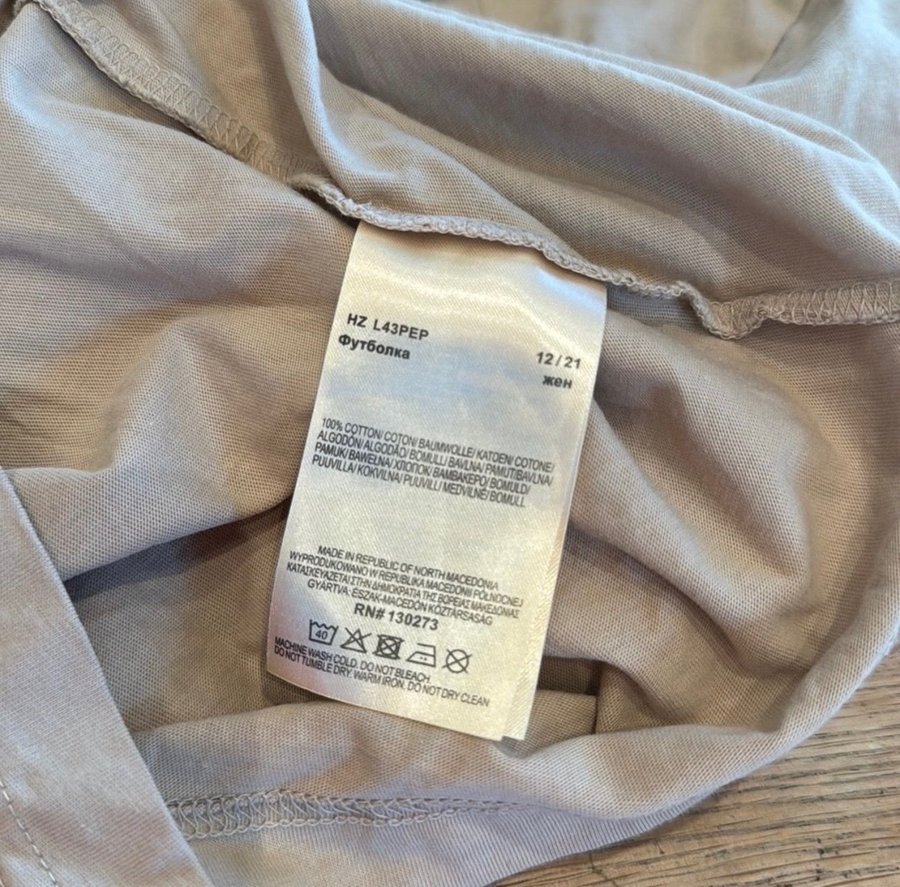 HZ L43PEP
Футболка
12/21
жен
100% COTTON/ COTON/ BAUMWOLLE/ KATOEN/ COTONE/
ALGODÓN/ ALGODÃO/ BOMULL/ BAVLNA/ PAMUT/BAVLNA/
PAMUK/ BAWEŁNA/ ХЛОПОК/ ΒΑΜΒΑΚΕΡΟ/ BOMULD/
PUUVILLA/ KOKVILNA/ PUUVILL/ MEDVILNĖ/ BOMULL
MADE IN REPUBLIC OF NORTH MACEDONIA
WYPRODUKOWANO W REPUBLIKA MACEDONII PÓŁNOCNEJ
ΚΑΤΑΣΚΕΥΑΖΕΤΑΙ ΣΤΗΝ ΔΗΜΟΚΡΑΤΙΑ ΤΗΣ ΒΟΡΕΙΑΣ ΜΑΚΕΔΟΝΙΑΣ
GYÁRTVA: ÉSZAK-MACEDÓN KÖZTÁRSASÁG
RN# 130273
40
MACHINE WASH COLD. DO NOT BLEACH
DO NOT TUMBLE DRY. WARM IRON. DO NOT DRY CLEAN